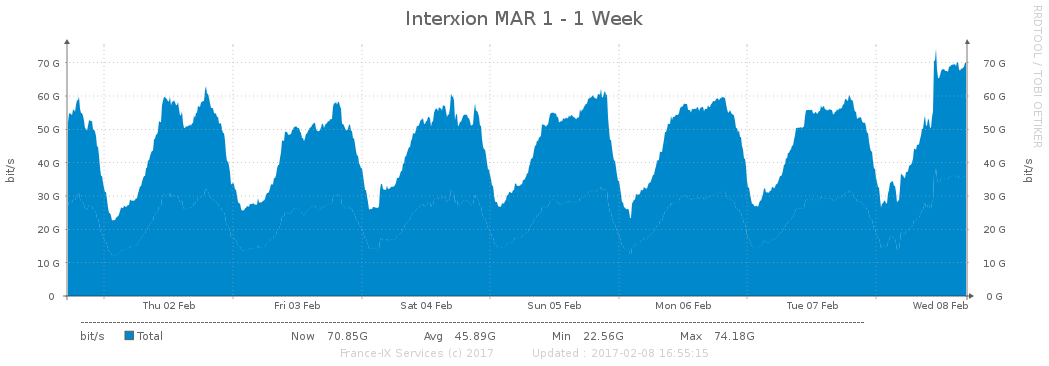 Interxion MAR 1 - 1 Week
RRDTOOL / TOBI OETIKER
bit/s
bit/s
70 G 70 G
60 G 60 G
50 G 50 G
40 G 40 G
30 G 30 G
20 G 20 G
10 G 10 G
0 0 G
Thu 02 Feb Fri 03 Feb Sat 04 Feb Sun 05 Feb Mon 06 Feb Tue 07 Feb Wed 08 Feb
bit/s Total Now 70.85G Avg 45.89G Min 22.56G Max 74.18G
France-IX Services (c) 2017 Updated : 2017-02-08 16:55:15